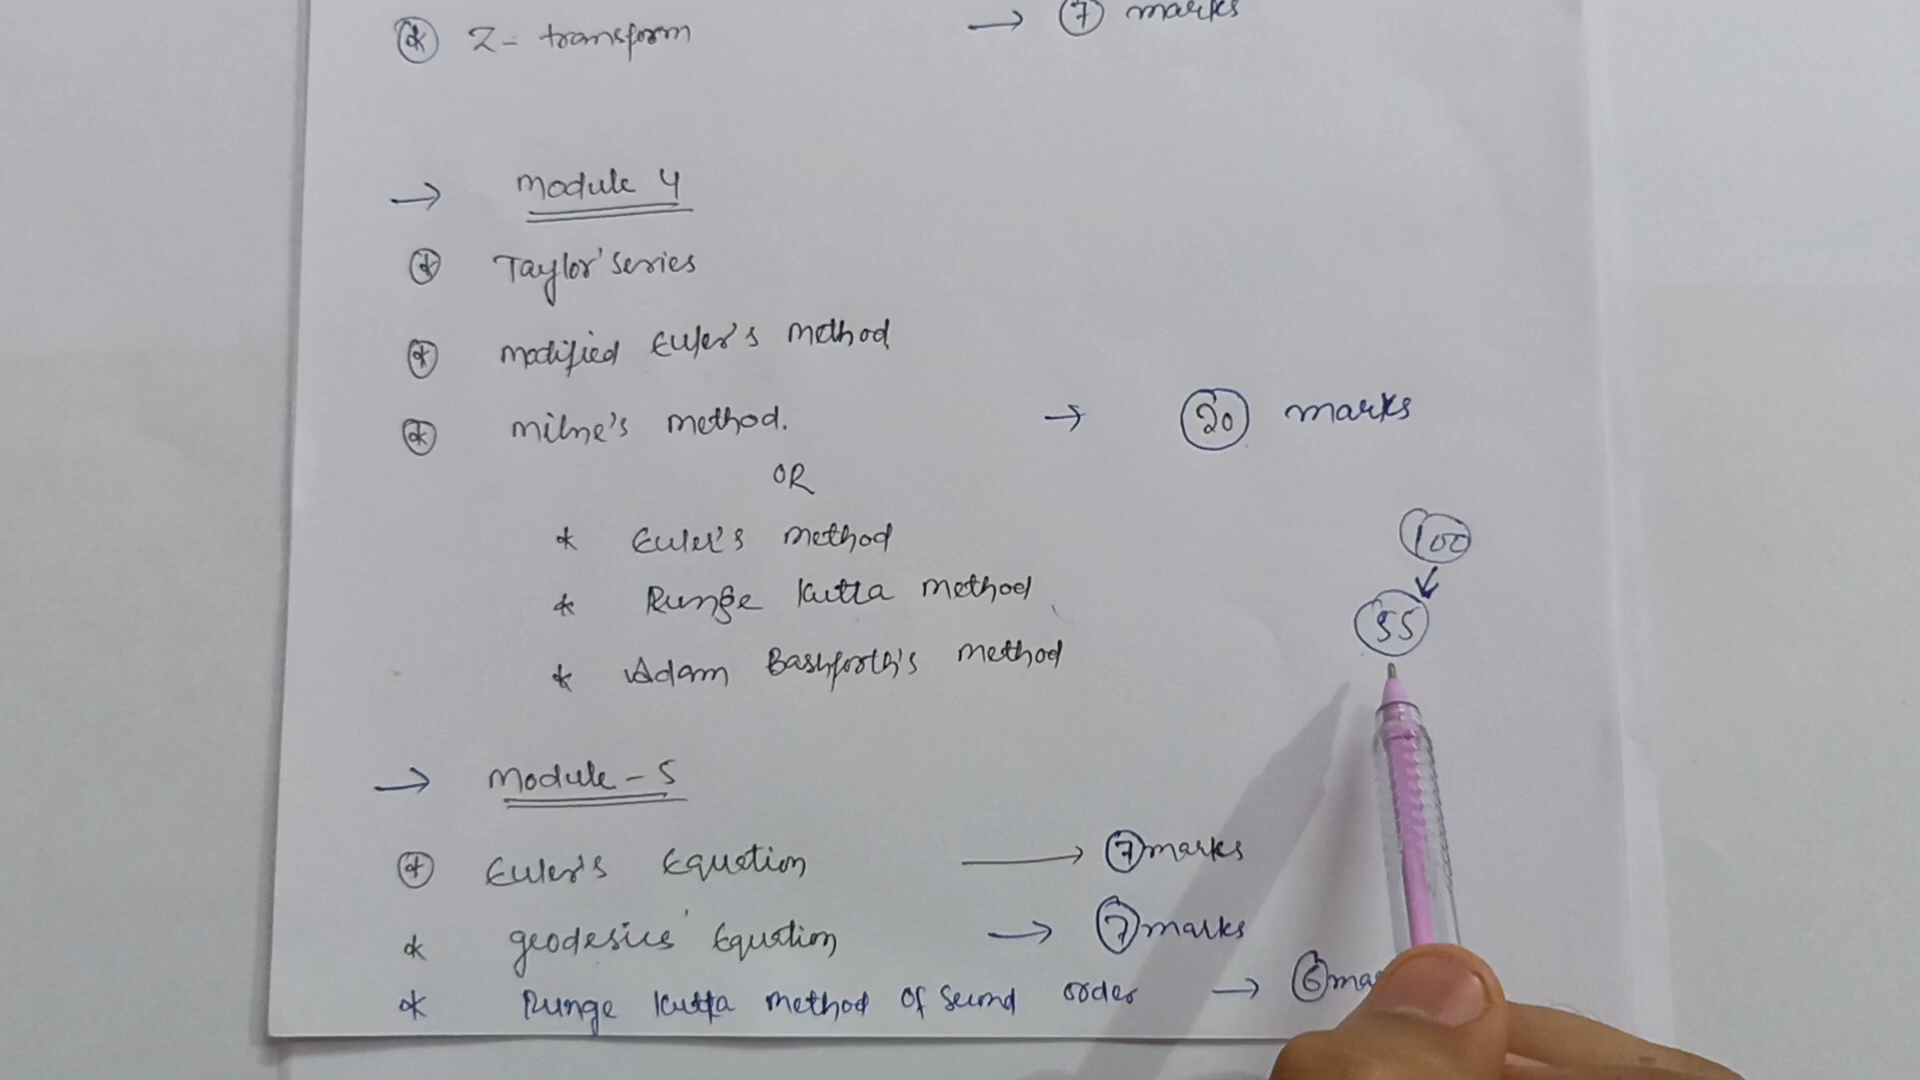 * Z - transform → 7 marks
→ Module 4
* Taylor' series
* modified Euler's method
* milne's method. → 20 marks
OR
* Euler's method
* Runge kutta method
* Adam Bashforth's method
100
↓
55
→ Module - 5
* Euler's Equation → 7 marks
* geodesics' Equation → 7 marks
* Runge kutta method of second order → 6 ma